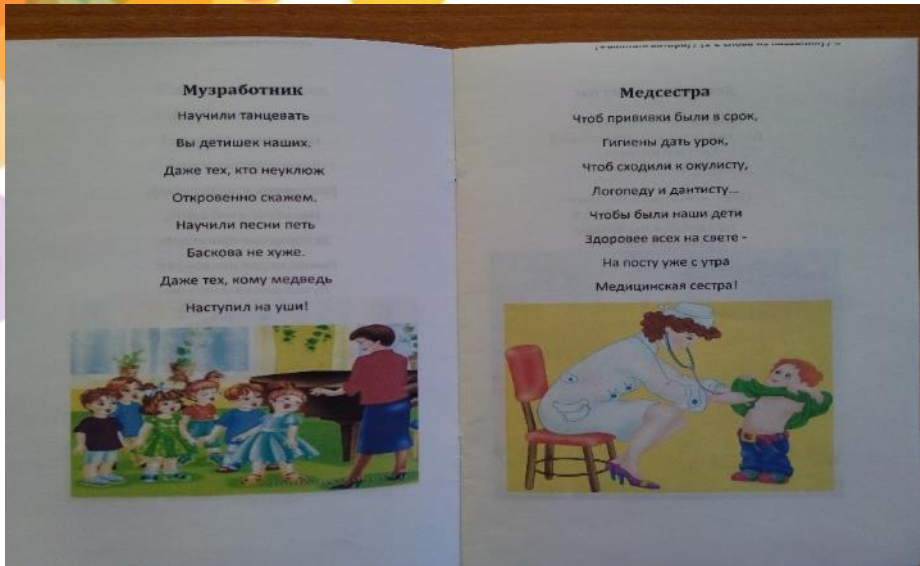 Музработник
Научили танцевать
Вы детишек наших.
Даже тех, кто неуклюж
Откровенно скажем.
Научили песни петь
Баскова не хуже.
Даже тех, кому медведь
Наступил на уши!
Медсестра
Чтоб прививки были в срок,
Гигиены дать урок,
Чтоб сходили к окулисту,
Логопеду и дантисту...
Чтобы были наши дети
Здоровее всех на свете -
На посту уже с утра
Медицинская сестра!